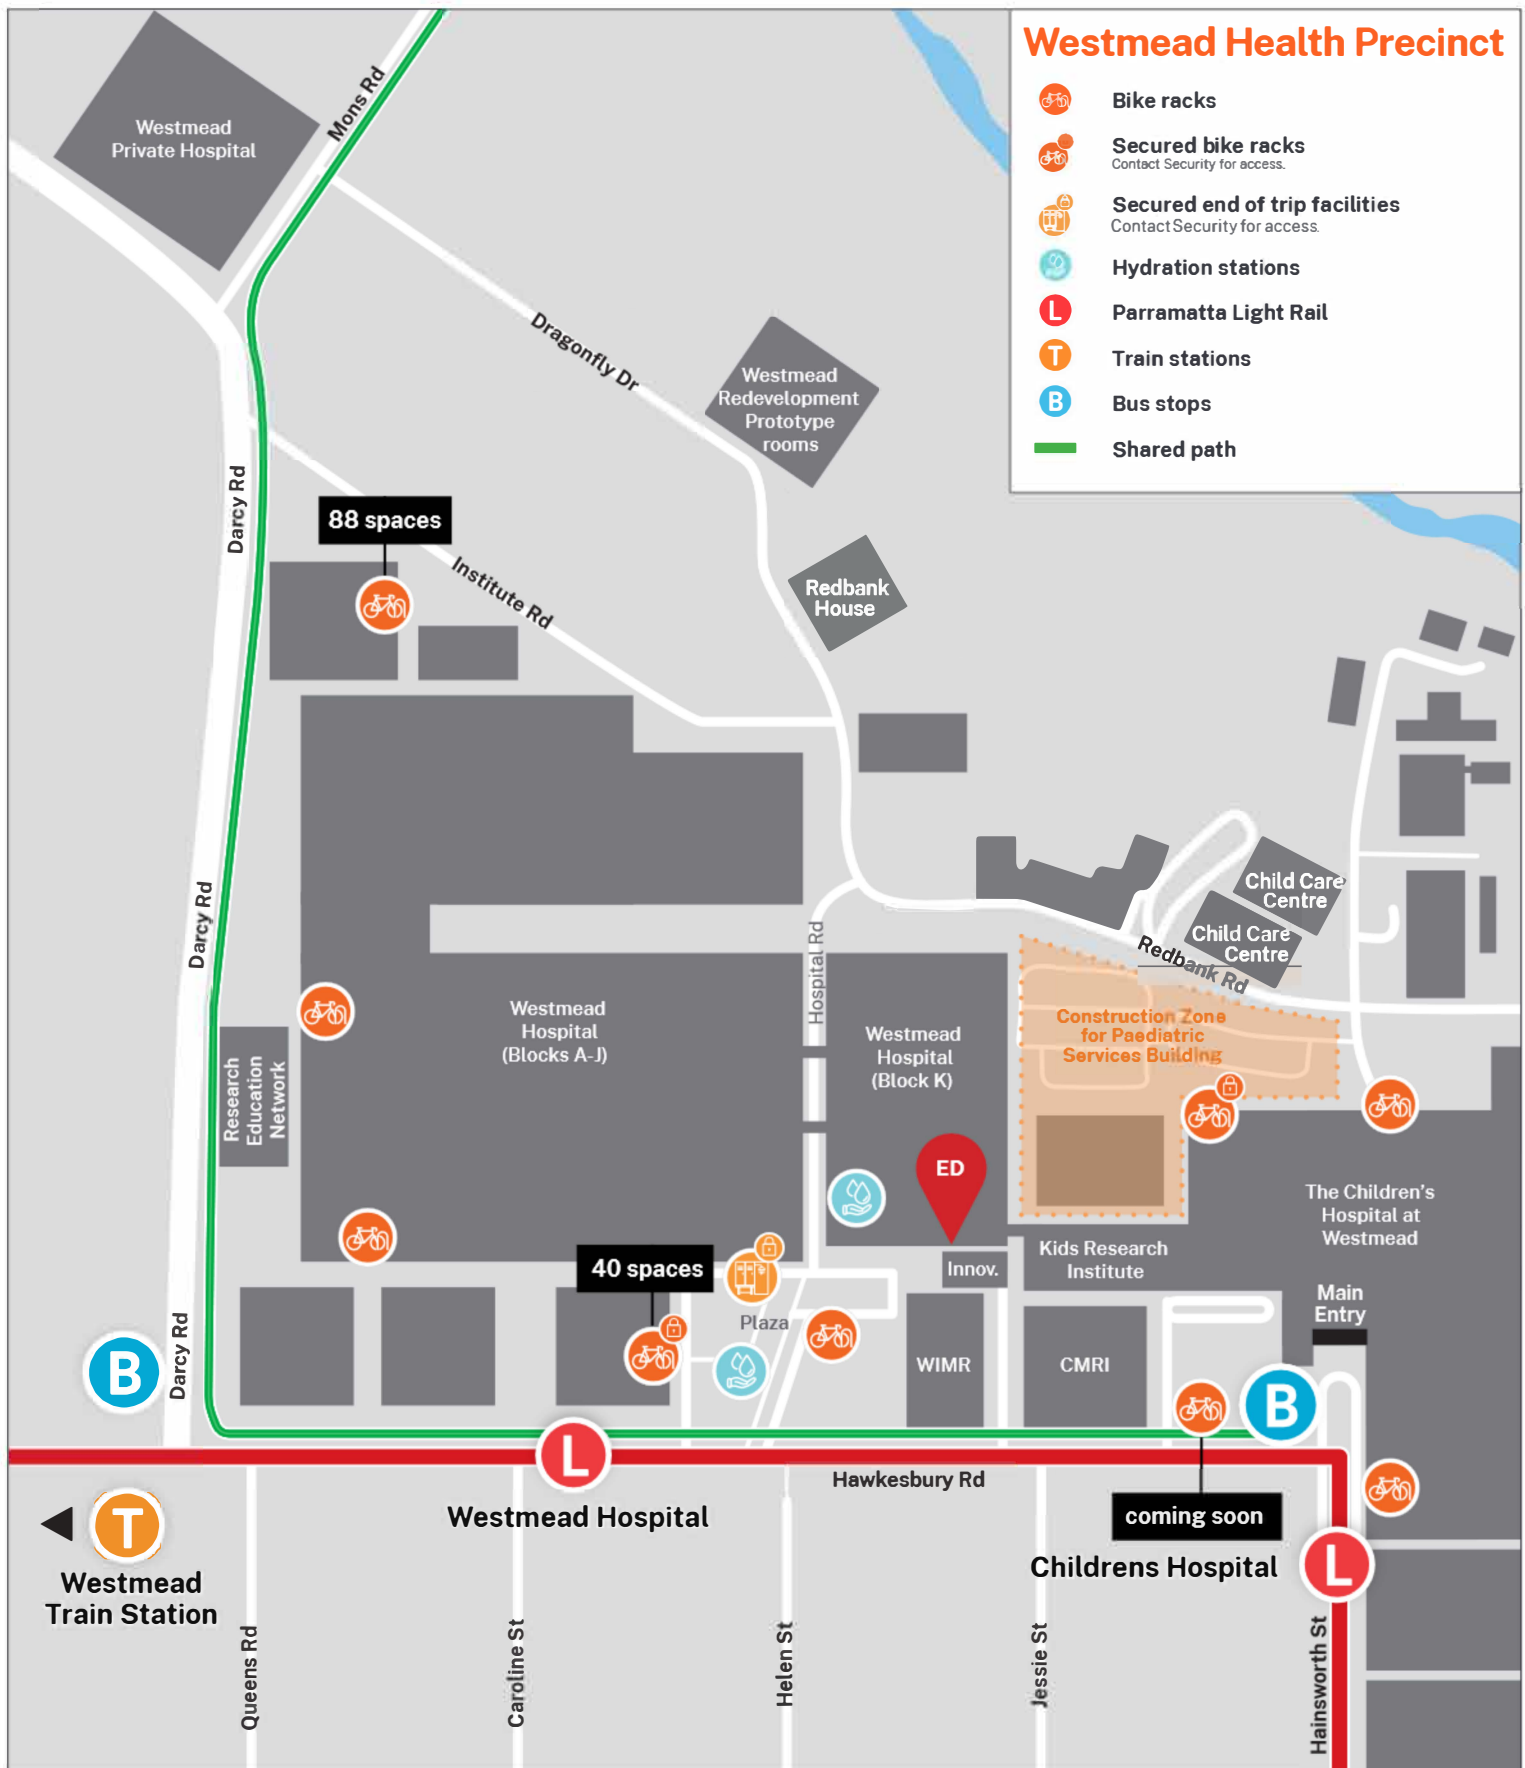 Westmead Health Precinct
Bike racks
Secured bike racks
Contact Security for access.
Secured end of trip facilities
Contact Security for access.
Hydration stations
L
Parramatta Light Rail
T
Train stations
B
Bus stops
Shared path
Westmead
Private Hospital
Mons Rd
Dragonfly Dr
Westmead
Redevelopment
Prototype
rooms
Darcy Rd
88 spaces
Institute Rd
Redbank
House
Child Care
Centre
Child Care
Centre
Redbank Rd
Darcy Rd
Hospital Rd
Westmead
Hospital
(Blocks A-J)
Westmead
Hospital
(Block K)
Construction Zone
for Paediatric
Services Building
Research
Education
Network
ED
The Children's
Hospital at
Westmead
Kids Research
Institute
Innov.
40 spaces
Main
Entry
Plaza
WIMR
CMRI
B
Darcy Rd
B
L
Hawkesbury Rd
Westmead Hospital
coming soon
Childrens Hospital
L
T
Westmead
Train Station
Queens Rd
Caroline St
Helen St
Jessie St
Hainsworth St